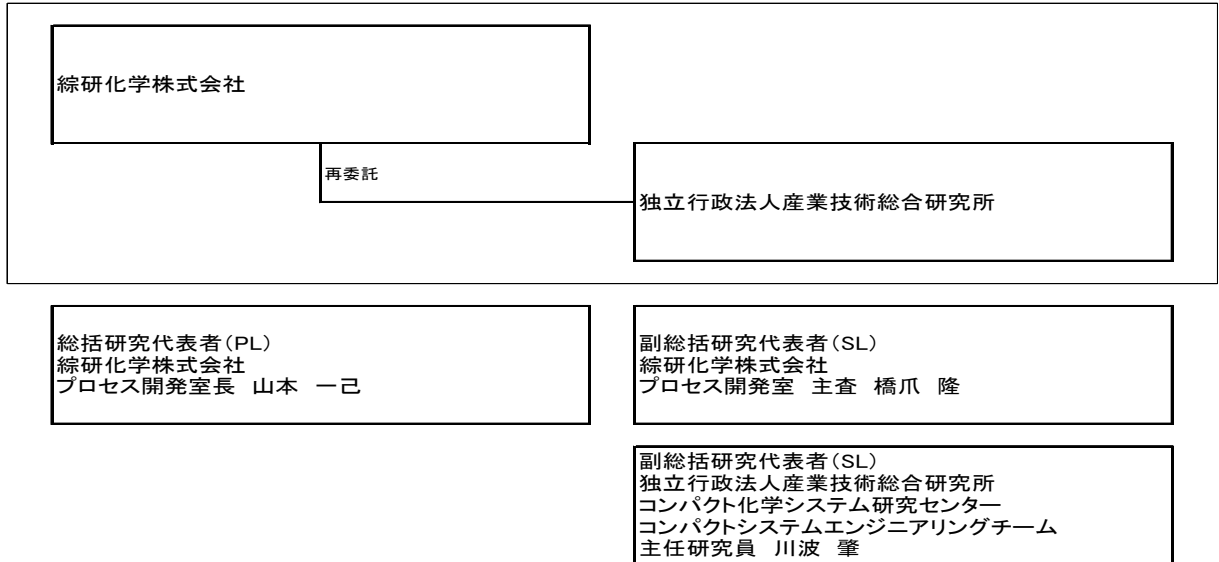 綜研化学株式会社
再委託
独立行政法人産業技術総合研究所
総括研究代表者(PL)
綜研化学株式会社
プロセス開発室長 山本 一己
副総括研究代表者(SL)
綜研化学株式会社
プロセス開発室 主査 橋爪 隆
副総括研究代表者(SL)
独立行政法人産業技術総合研究所
コンパクト化学システム研究センター
コンパクトシステムエンジニアリングチーム
主任研究員 川波 肇